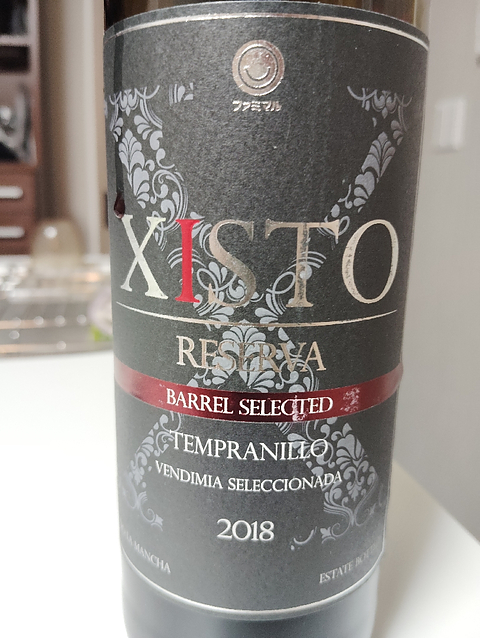 ファミマル
XISTO
RESERVA
BARREL SELECTED
TEMPRANILLO
VENDIMIA SELECCIONADA
2018
MANCHA
ESTATE